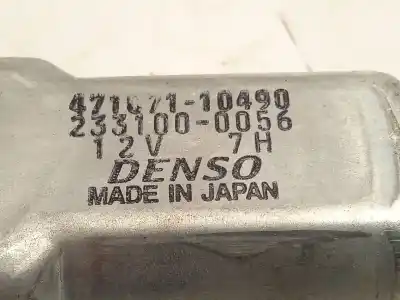 471071-10490
233100-0056
12V 7H
DENSO
MADE IN JAPAN